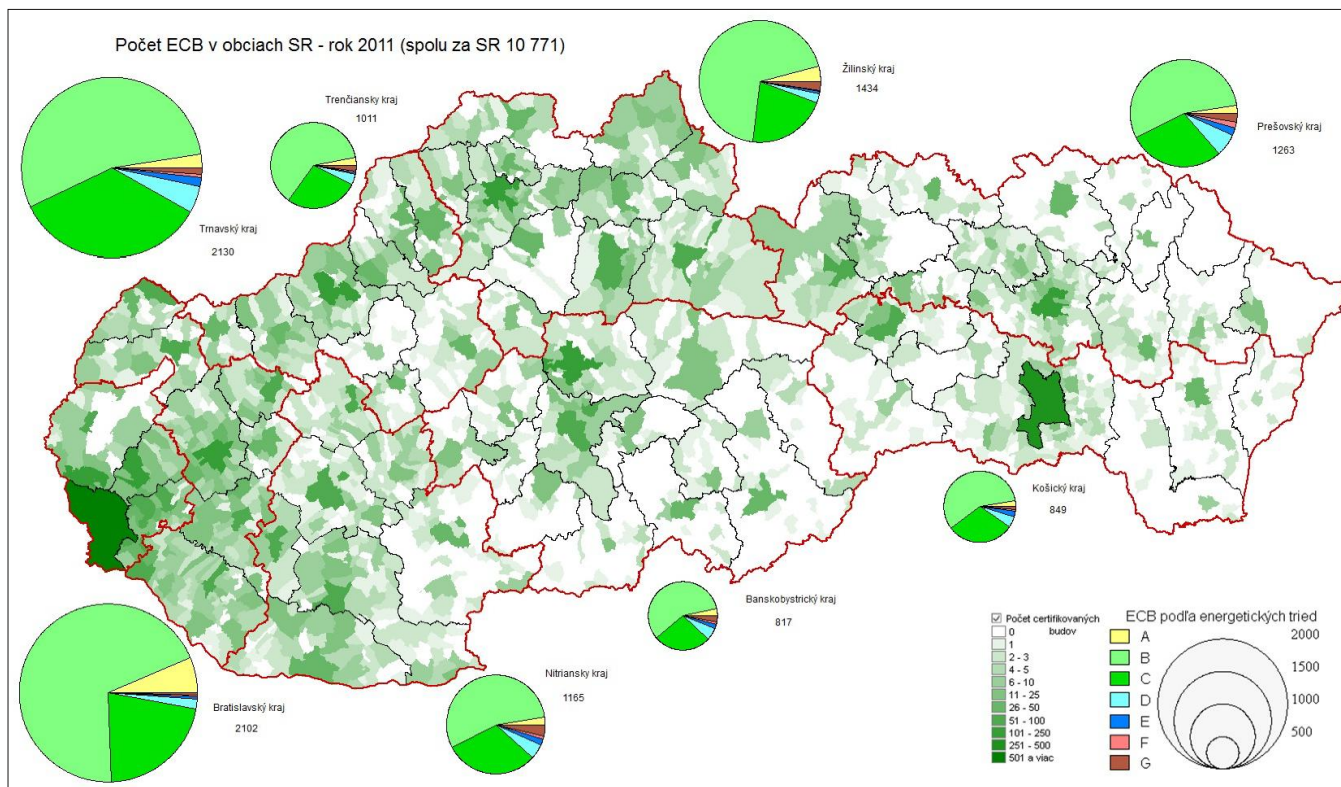 Počet ECB v obciach SR - rok 2011 (spolu za SR 10 771)
Žilinský kraj
1434
Trenčiansky kraj
1011
Prešovský kraj
1263
Trnavský kraj
2130
Košický kraj
849
Banskobystrický kraj
817
Nitriansky kraj
1165
Bratislavský kraj
2102
Počet certifikovaných
budov
0
1
2 - 3
4 - 5
6 - 10
11 - 25
26 - 50
51 - 100
101 - 250
251 - 500
501 a viac
ECB podľa energetických tried
A
B
C
D
E
F
G
2000
1500
1000
500